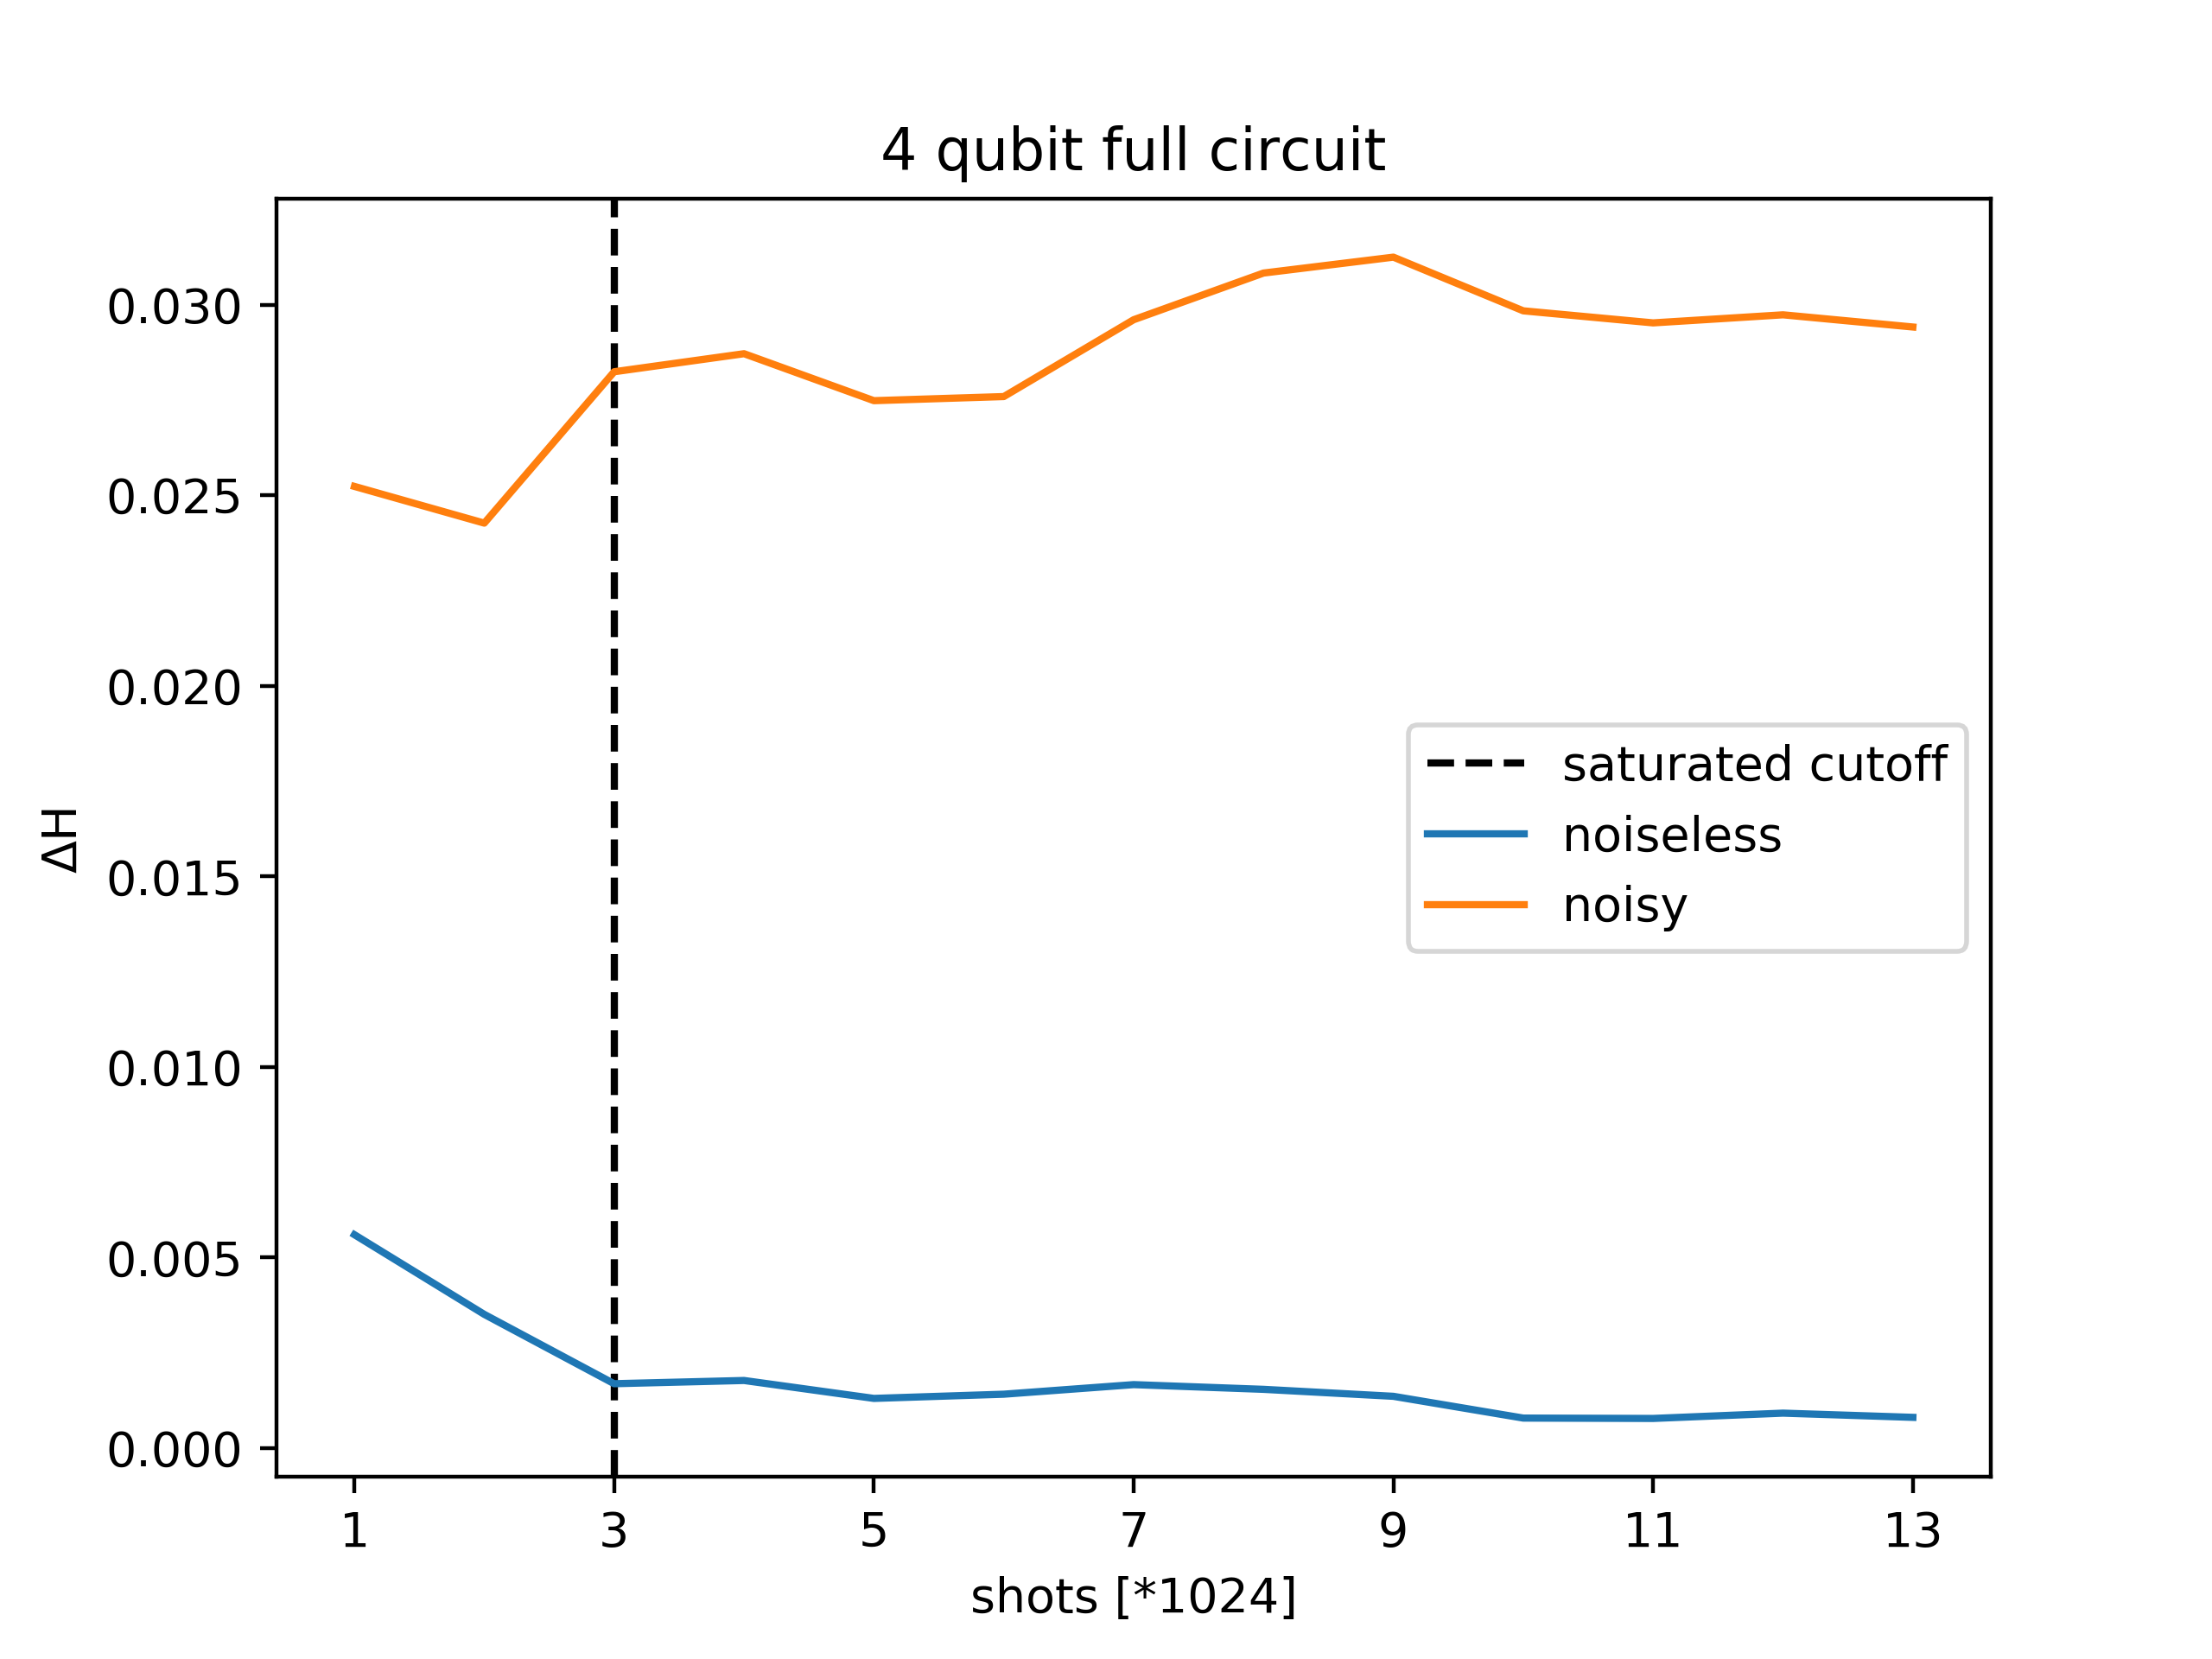 4 qubit full circuit
0.030
0.025
0.020
0.015
0.010
0.005
0.000
ΔH
saturated cutoff
noiseless
noisy
1 3 5 7 9 11 13
shots [*1024]